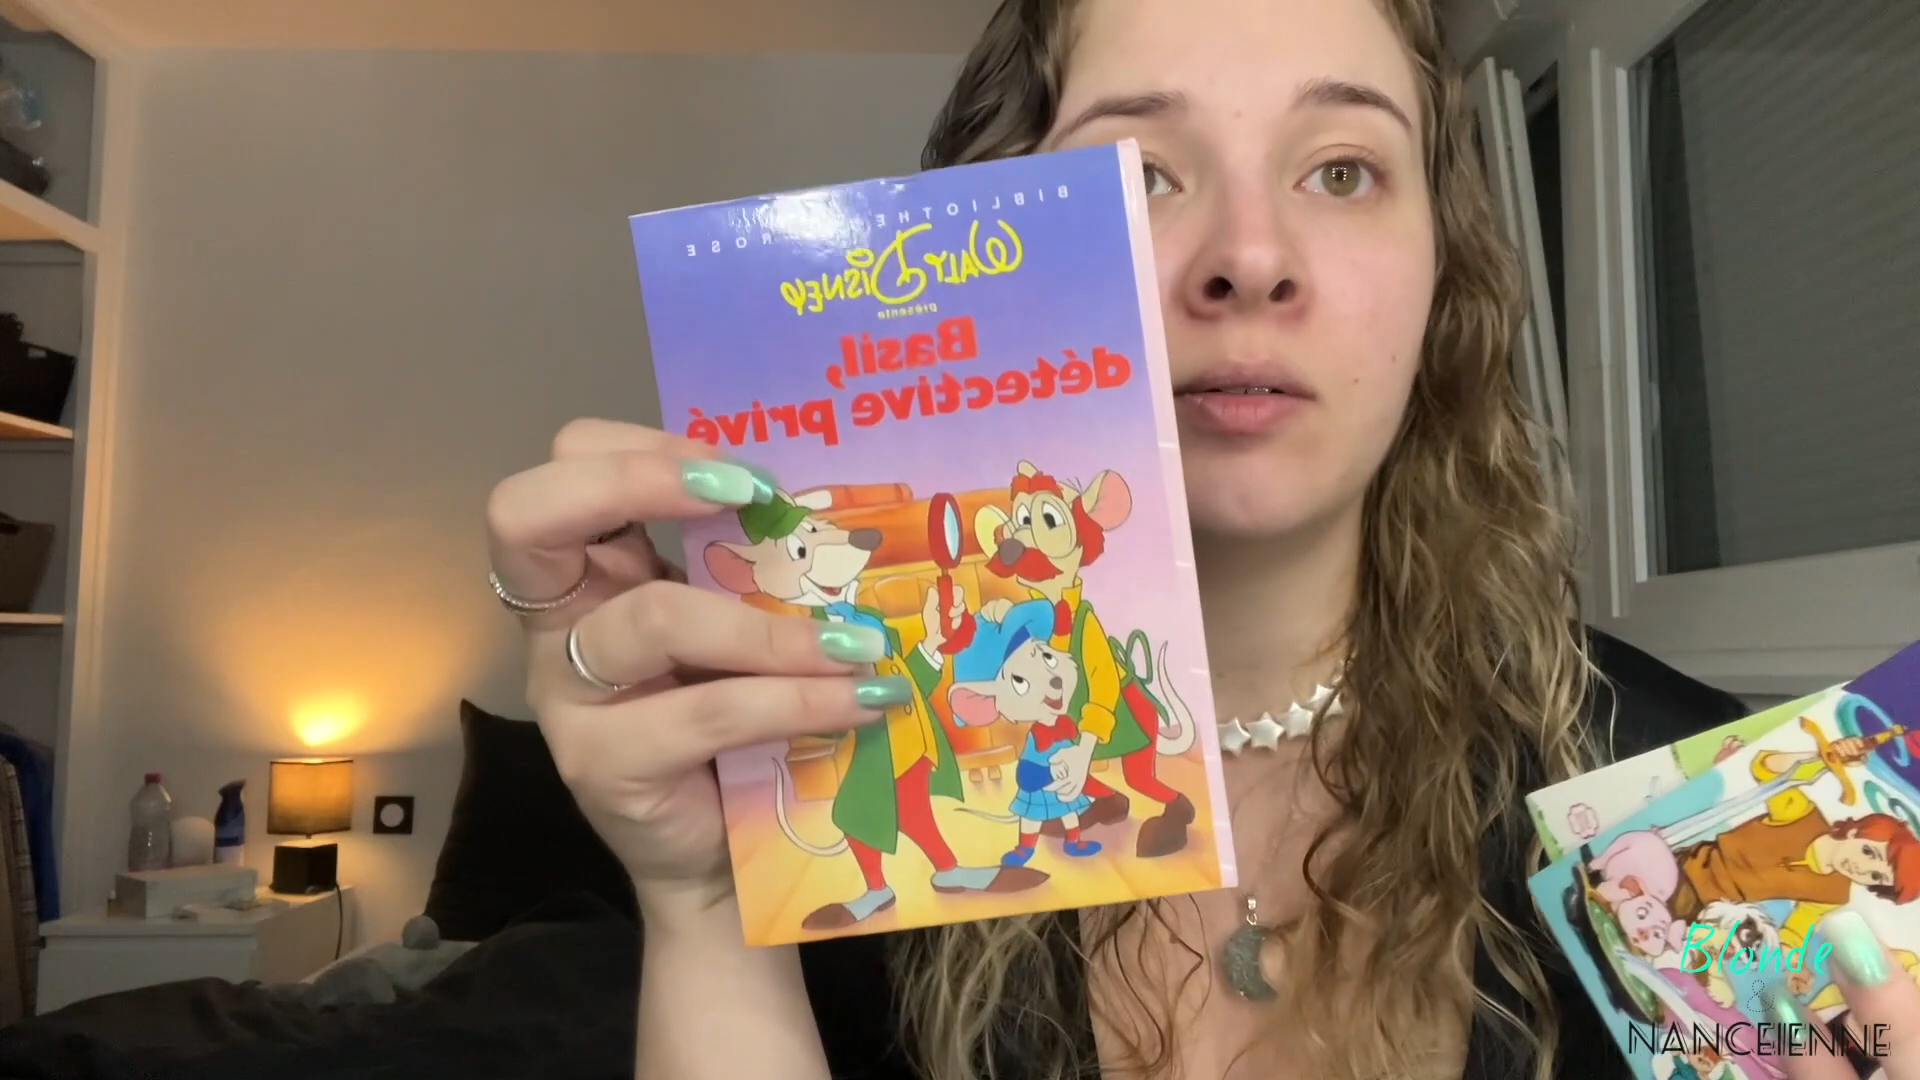 BIBLIOTHE
ROSE
WALT DISNEY
présente
Basil,
détective privé
Blonde
&
NANCEIENNE